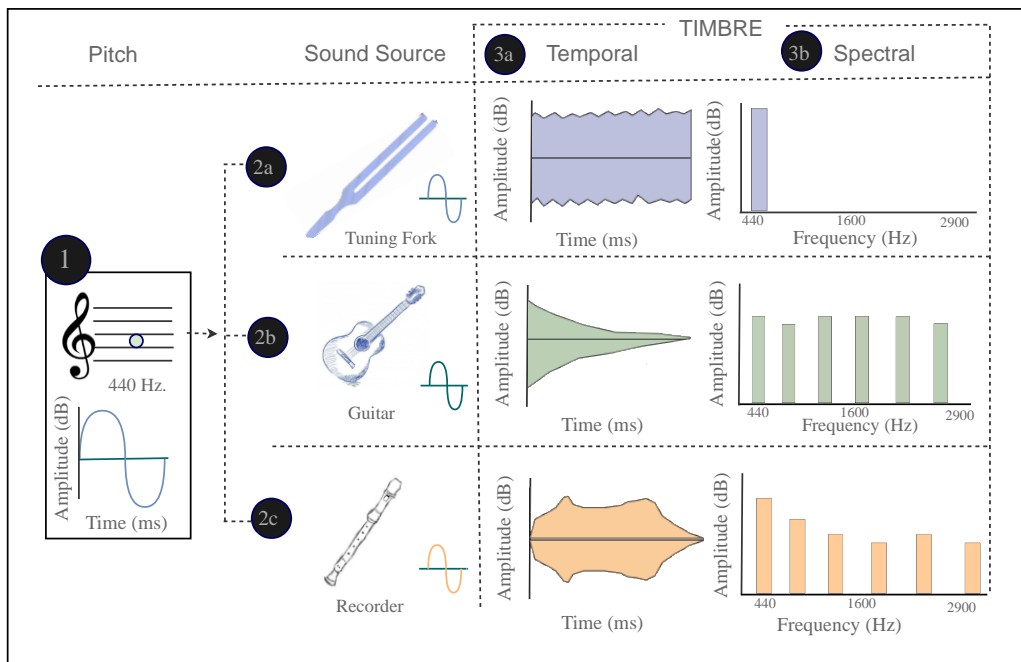 TIMBRE
Pitch
Sound Source
3a
Temporal
3b
Spectral
2a
Tuning Fork
Amplitude (dB)
Time (ms)
Amplitude(dB)
440
1600
2900
Frequency (Hz)
1
440 Hz.
Amplitude (dB)
Time (ms)
2b
Guitar
Amplitude (dB)
Time (ms)
Amplitude (dB)
440
1600
2900
Frequency (Hz)
2c
Recorder
Amplitude (dB)
Time (ms)
Amplitude (dB)
440
1600
2900
Frequency (Hz)